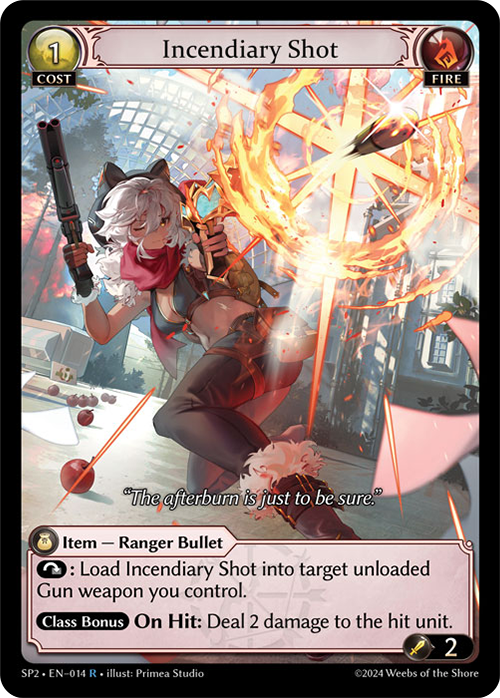 1
Incendiary Shot
COST
FIRE
"The afterburn is just to be sure."
Item — Ranger Bullet
: Load Incendiary Shot into target unloaded
Gun weapon you control.
Class Bonus On Hit: Deal 2 damage to the hit unit.
2
SP2 • EN–014 R • illust: Primea Studio
©2024 Weebs of the Shore